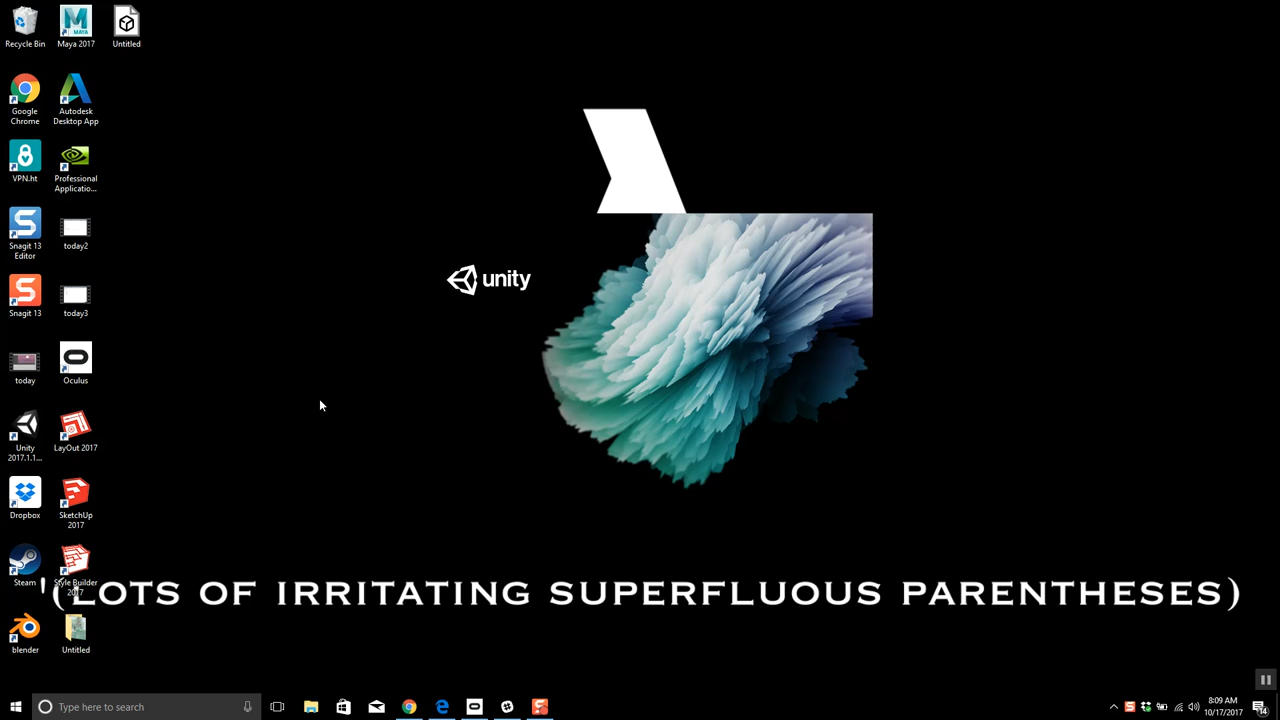 Recycle Bin
Maya 2017
Untitled
Google
Chrome
Autodesk
Desktop App
VPN.ht
Professional
Applicatio...
Snagit 13
Editor
today2
Snagit 13
today3
today
Oculus
Unity
2017.1.1...
LayOut 2017
Dropbox
SketchUp
2017
Steam
Style Builder
2017
blender
Untitled
unity
'(LOTS OF IRRITATING SUPERFLUOUS PARENTHESES)
Type here to search
8:09 AM
10/17/2017
14